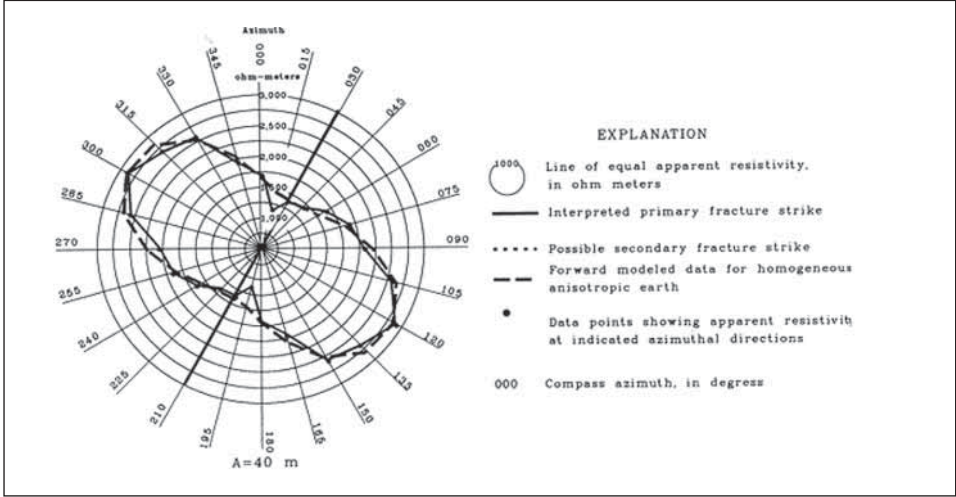 Azimuth
000
015
030
045
060
075
090
105
120
135
150
165
180
195
210
225
240
255
270
285
300
315
330
345
ohm-meters
3,000
2,500
2,000
1,500
1,000
A=40 m
EXPLANATION
1000
Line of equal apparent resistivity,
in ohm meters
Interpreted primary fracture strike
Possible secondary fracture strike
Forward modeled data for homogeneous
anisotropic earth
Data points showing apparent resistivit
at indicated azimuthal directions
000 Compass azimuth, in degress